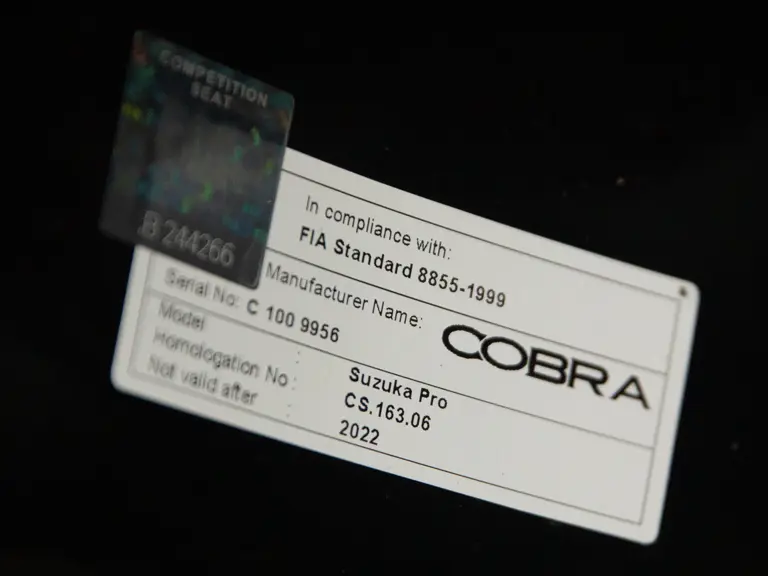 COMPETITION
SEAT
B 244266
In compliance with:
FIA Standard 8855-1999
Manufacturer Name:
COBRA
Serial No: C 100 9956
Model : Suzuka Pro
Homologation No : CS.163.06
Not valid after : 2022